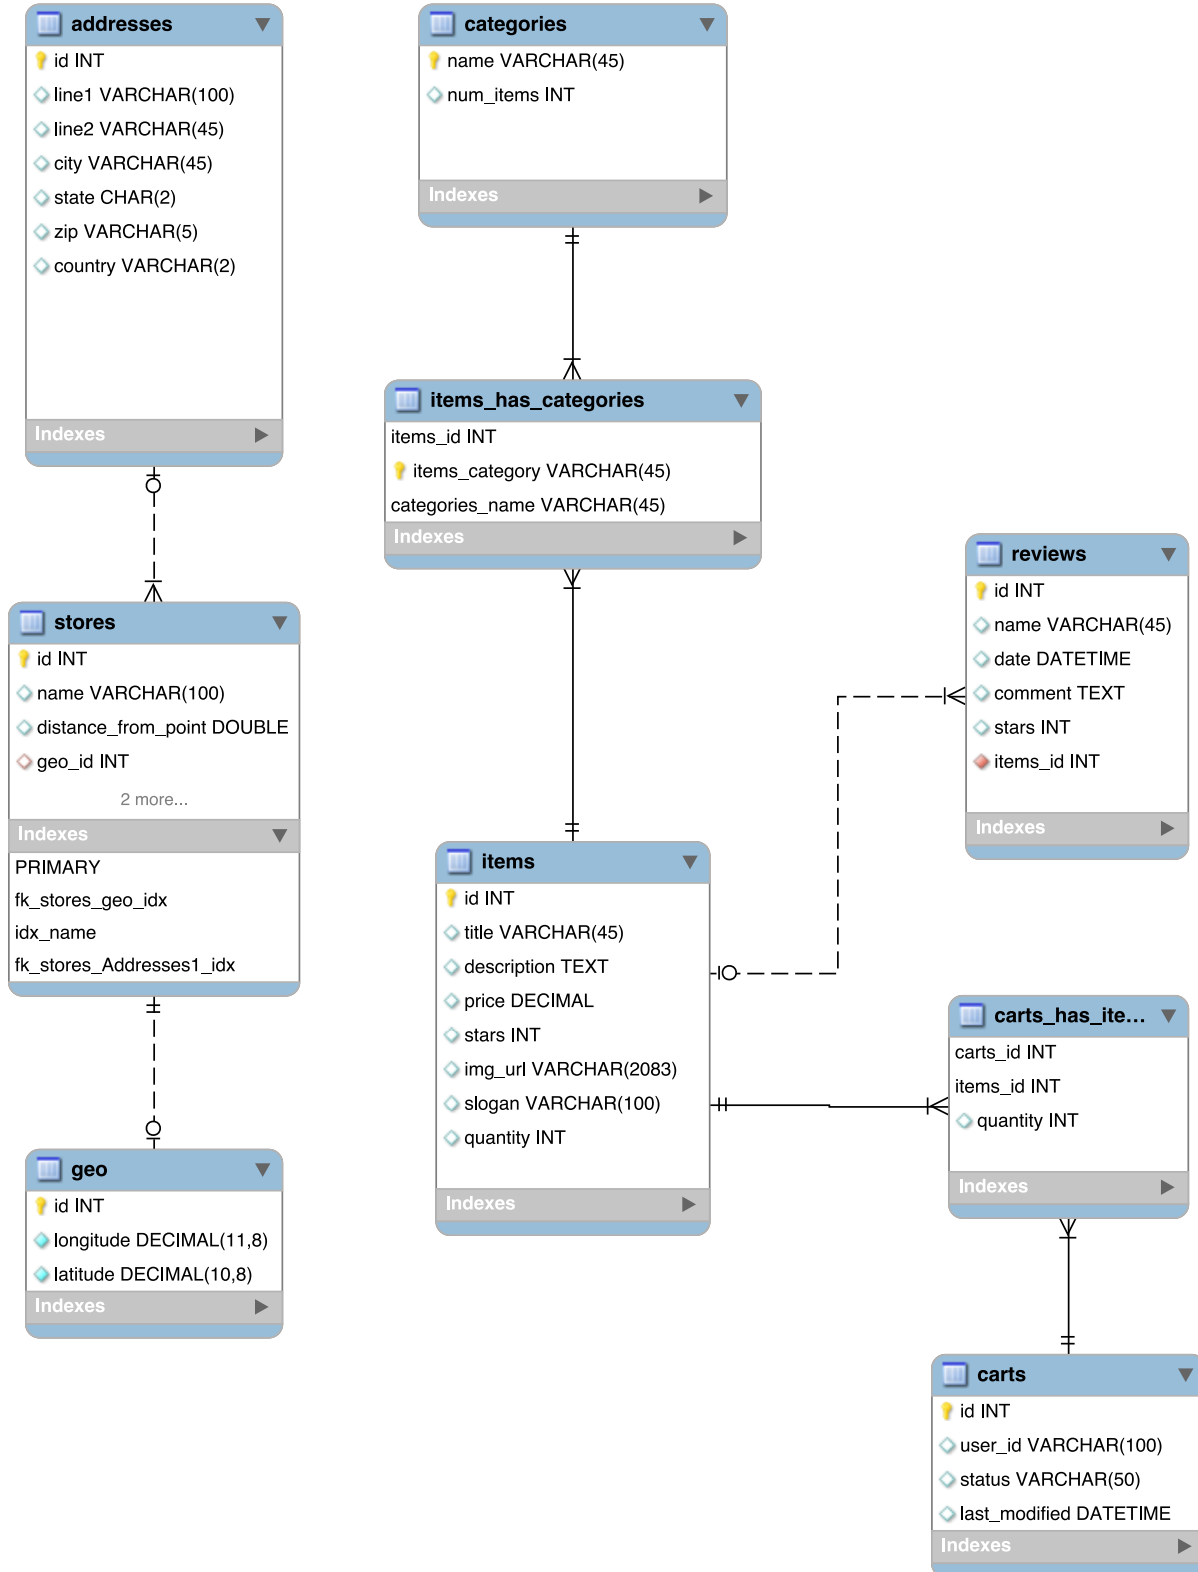 addresses
id INT
line1 VARCHAR(100)
line2 VARCHAR(45)
city VARCHAR(45)
state CHAR(2)
zip VARCHAR(5)
country VARCHAR(2)
Indexes
categories
name VARCHAR(45)
num_items INT
Indexes
items_has_categories
items_id INT
items_category VARCHAR(45)
categories_name VARCHAR(45)
Indexes
stores
id INT
name VARCHAR(100)
distance_from_point DOUBLE
geo_id INT
2 more...
Indexes
PRIMARY
fk_stores_geo_idx
idx_name
fk_stores_Addresses1_idx
geo
id INT
longitude DECIMAL(11,8)
latitude DECIMAL(10,8)
Indexes
items
id INT
title VARCHAR(45)
description TEXT
price DECIMAL
stars INT
img_url VARCHAR(2083)
slogan VARCHAR(100)
quantity INT
Indexes
reviews
id INT
name VARCHAR(45)
date DATETIME
comment TEXT
stars INT
items_id INT
Indexes
carts_has_ite...
carts_id INT
items_id INT
quantity INT
Indexes
carts
id INT
user_id VARCHAR(100)
status VARCHAR(50)
last_modified DATETIME
Indexes